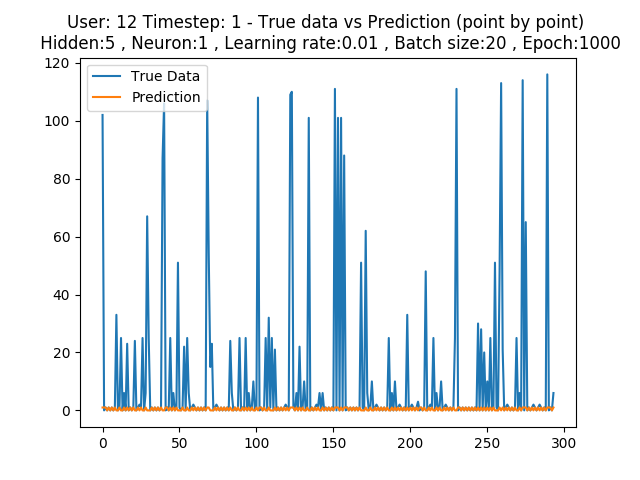 User: 12 Timestep: 1 - True data vs Prediction (point by point)
Hidden:5 , Neuron:1 , Learning rate:0.01 , Batch size:20 , Epoch:1000
True Data
Prediction
120
100
80
60
40
20
0
0 50 100 150 200 250 300